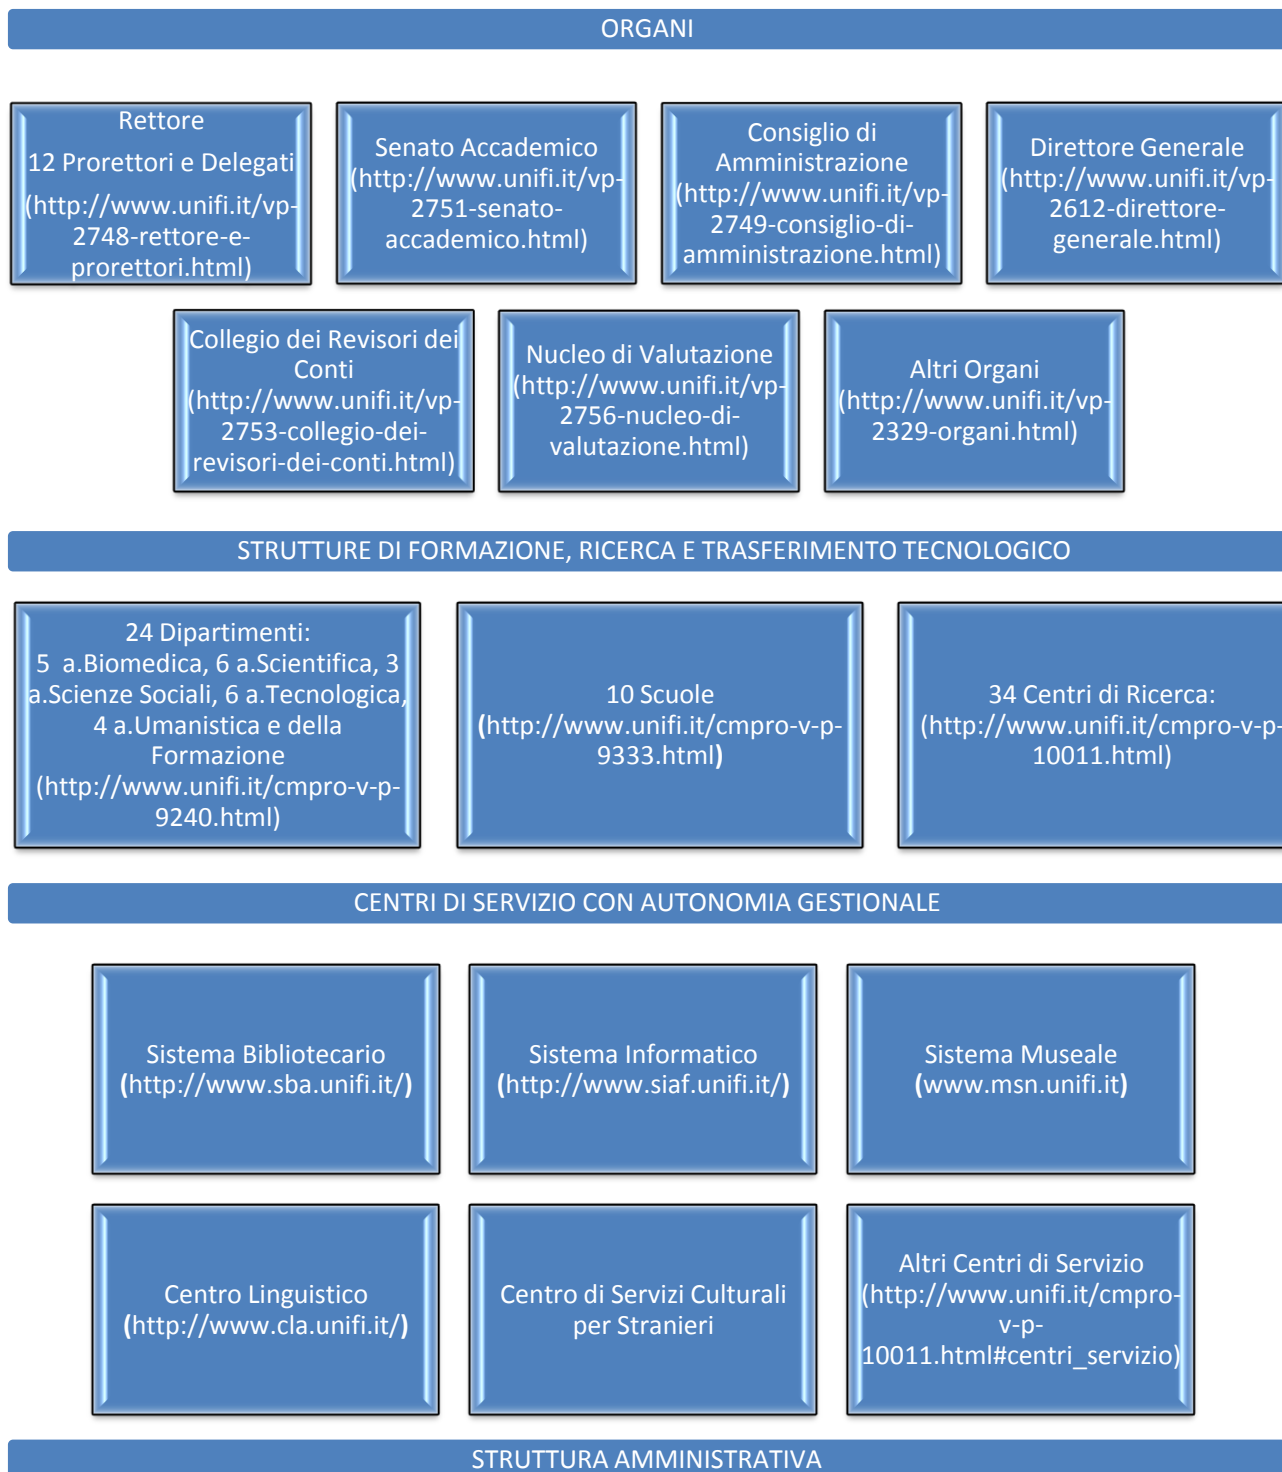 ORGANI
Rettore
12 Prorettori e Delegati
(http://www.unifi.it/vp-
2748-rettore-e-
prorettori.html)
Senato Accademico
(http://www.unifi.it/vp-
2751-senato-
accademico.html)
Consiglio di
Amministrazione
(http://www.unifi.it/vp-
2749-consiglio-di-
amministrazione.html)
Direttore Generale
(http://www.unifi.it/vp-
2612-direttore-
generale.html)
Collegio dei Revisori dei
Conti
(http://www.unifi.it/vp-
2753-collegio-dei-
revisori-dei-conti.html)
Nucleo di Valutazione
(http://www.unifi.it/vp-
2756-nucleo-di-
valutazione.html)
Altri Organi
(http://www.unifi.it/vp-
2329-organi.html)
STRUTTURE DI FORMAZIONE, RICERCA E TRASFERIMENTO TECNOLOGICO
24 Dipartimenti:
5 a.Biomedica, 6 a.Scientifica, 3
a.Scienze Sociali, 6 a.Tecnologica,
4 a.Umanistica e della
Formazione
(http://www.unifi.it/cmpro-v-p-
9240.html)
10 Scuole
(http://www.unifi.it/cmpro-v-p-
9333.html)
34 Centri di Ricerca:
(http://www.unifi.it/cmpro-v-p-
10011.html)
CENTRI DI SERVIZIO CON AUTONOMIA GESTIONALE
Sistema Bibliotecario
(http://www.sba.unifi.it/)
Sistema Informatico
(http://www.siaf.unifi.it/)
Sistema Museale
(www.msn.unifi.it)
Centro Linguistico
(http://www.cla.unifi.it/)
Centro di Servizi Culturali
per Stranieri
Altri Centri di Servizio
(http://www.unifi.it/cmpro-
v-p-
10011.html#centri_servizio)
STRUTTURA AMMINISTRATIVA